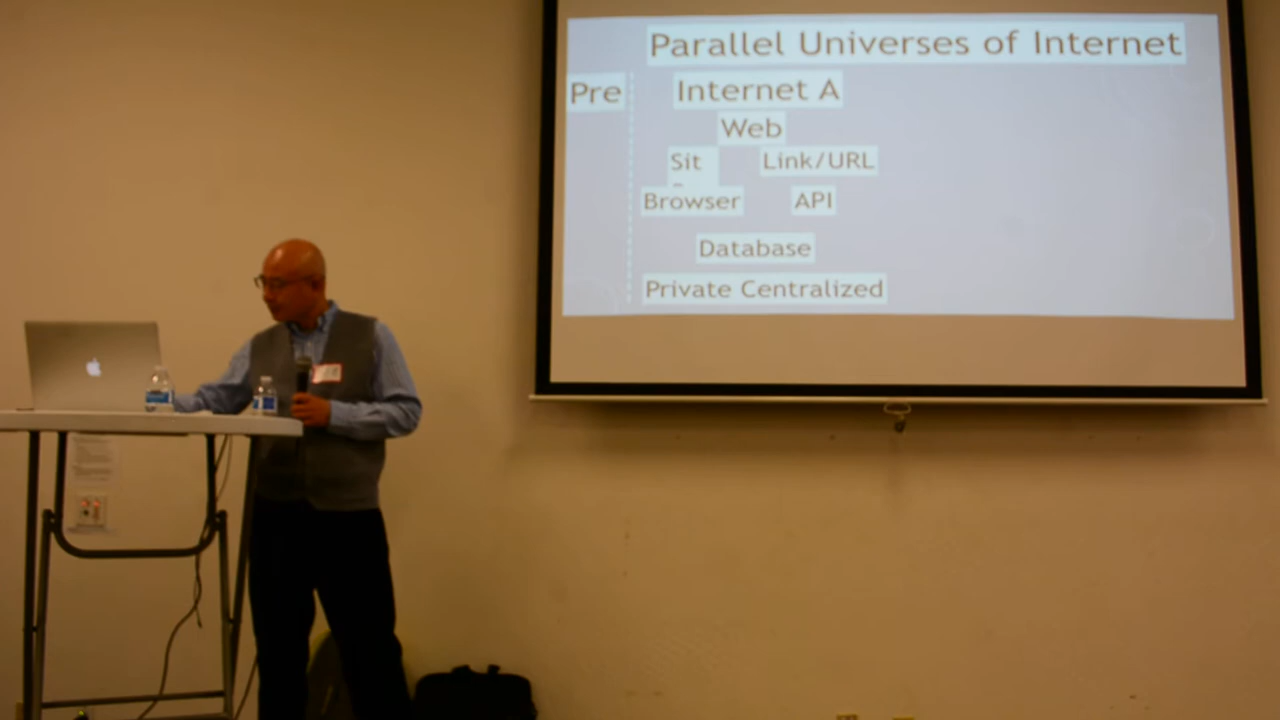 Parallel Universes of Internet
Pre
Internet A
Web
Sit
Link/URL
Browser
API
Database
Private Centralized